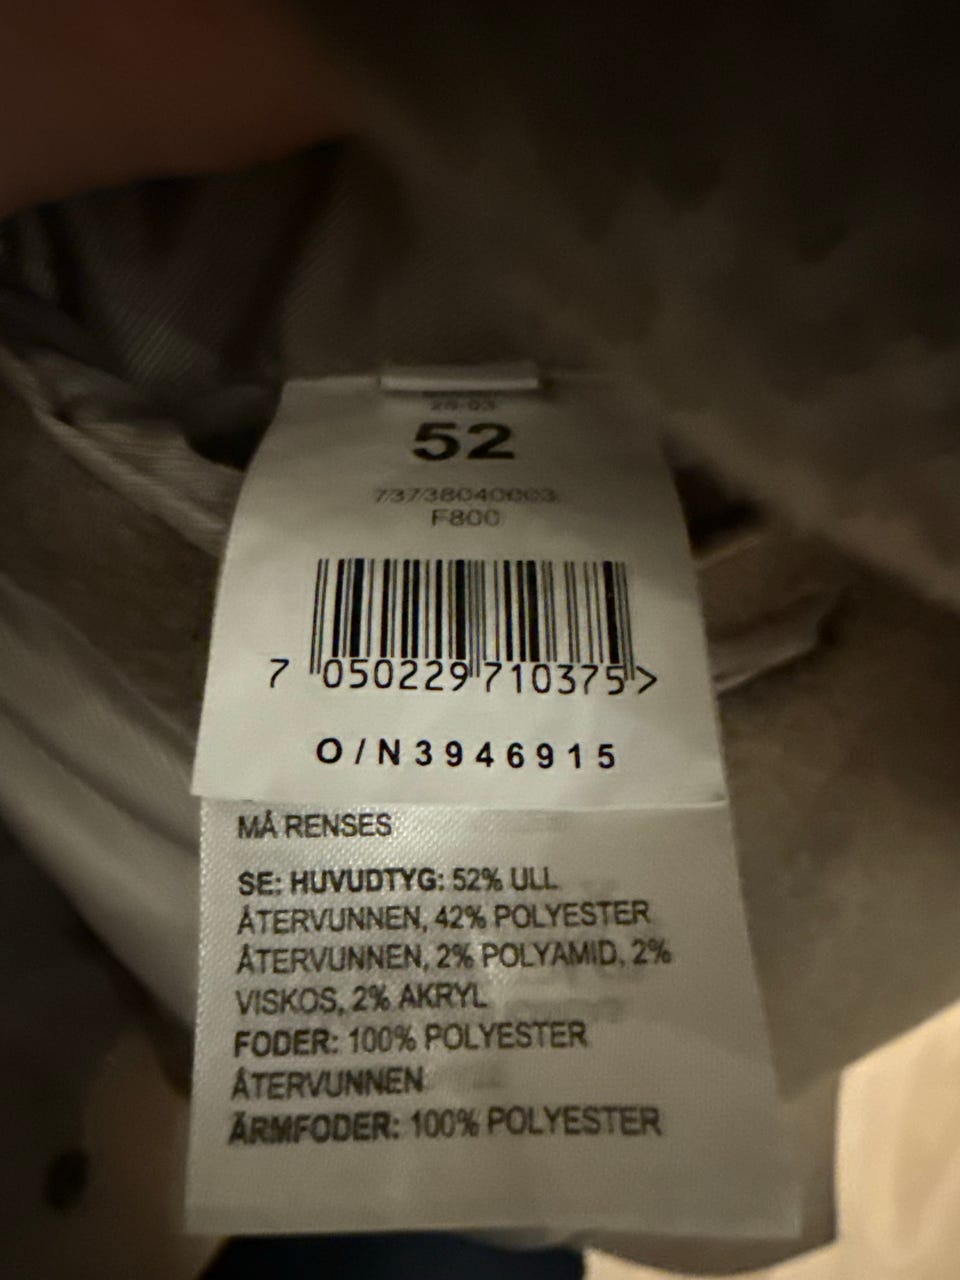 52
73738040003
F800
7 050229 710375 >
O/N3946915
MÅ RENSES
SE: HUVUDTYG: 52% ULL
ÅTERVUNNEN, 42% POLYESTER
ÅTERVUNNEN, 2% POLYAMID, 2%
VISKOS, 2% AKRYL
FODER: 100% POLYESTER
ÅTERVUNNEN
ÄRMFODER: 100% POLYESTER